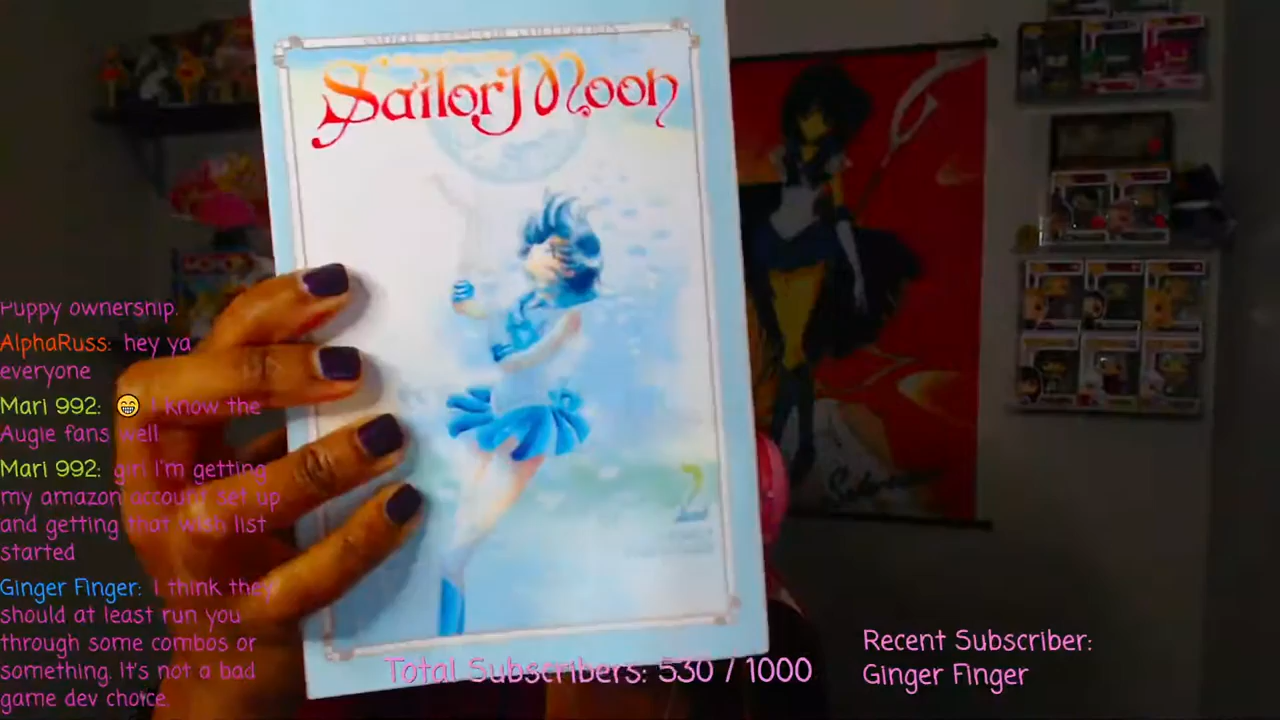 Sailor Moon
2
Puppy ownership.
AlphaRuss: hey ya
everyone
Mari 992: 😁 I know the
Augie fans well
Mari 992: girl I'm getting
my amazon account set up
and getting that wish list
started
Ginger Finger: I think they
should at least run you
through some combos or
something. It's not a bad
game dev choice.
Total Subscribers: 530 / 1000
Recent Subscriber:
Ginger Finger